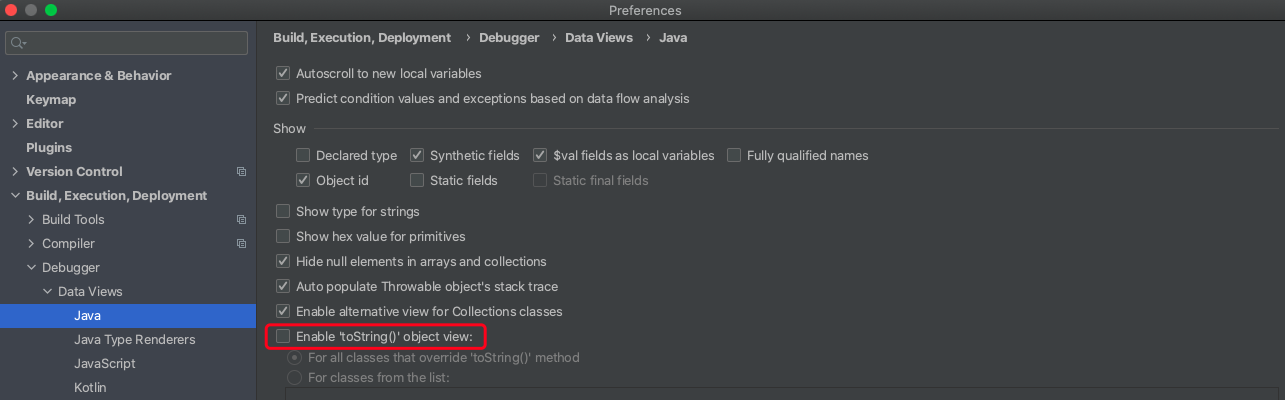 Preferences
Build, Execution, Deployment › Debugger › Data Views › Java
Appearance & Behavior
Keymap
Editor
Plugins
Version Control
Build, Execution, Deployment
Build Tools
Compiler
Debugger
Data Views
Java
Java Type Renderers
JavaScript
Kotlin
Autoscroll to new local variables
Predict condition values and exceptions based on data flow analysis
Show
Declared type Synthetic fields $val fields as local variables Fully qualified names
Object id Static fields Static final fields
Show type for strings
Show hex value for primitives
Hide null elements in arrays and collections
Auto populate Throwable object's stack trace
Enable alternative view for Collections classes
Enable 'toString()' object view:
For all classes that override 'toString()' method
For classes from the list: